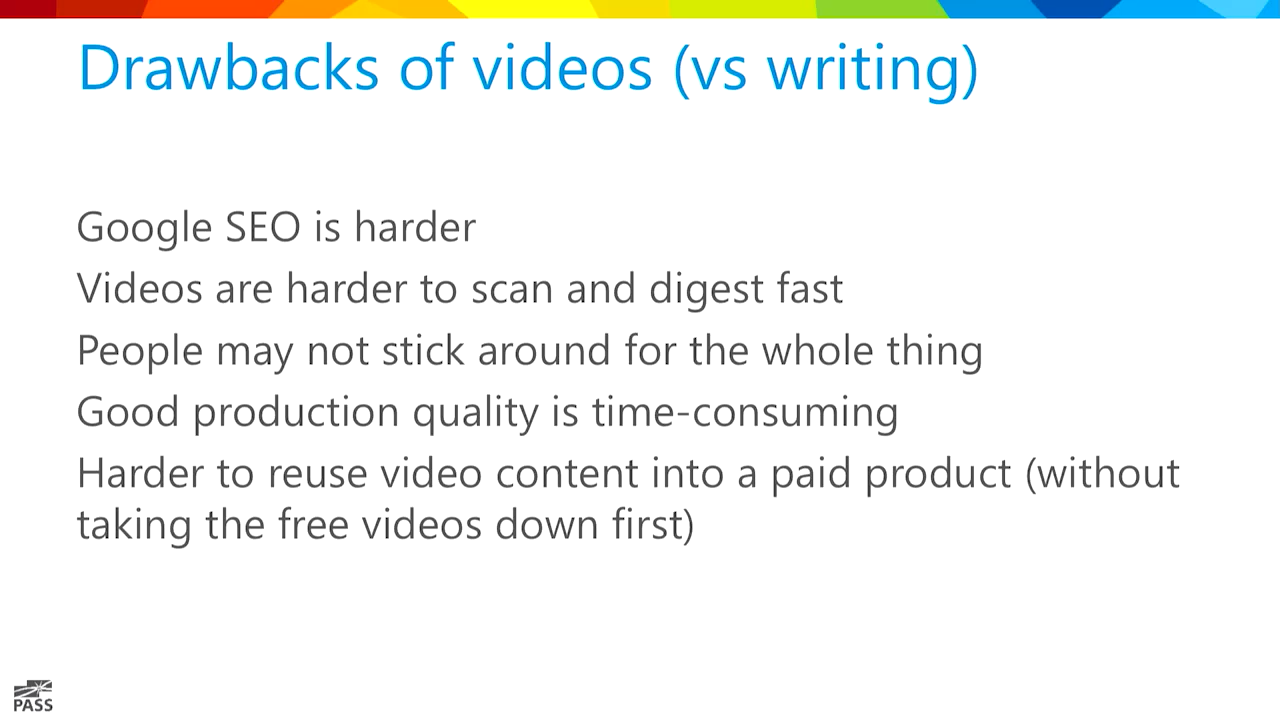 Drawbacks of videos (vs writing)
Google SEO is harder
Videos are harder to scan and digest fast
People may not stick around for the whole thing
Good production quality is time-consuming
Harder to reuse video content into a paid product (without
taking the free videos down first)
PASS